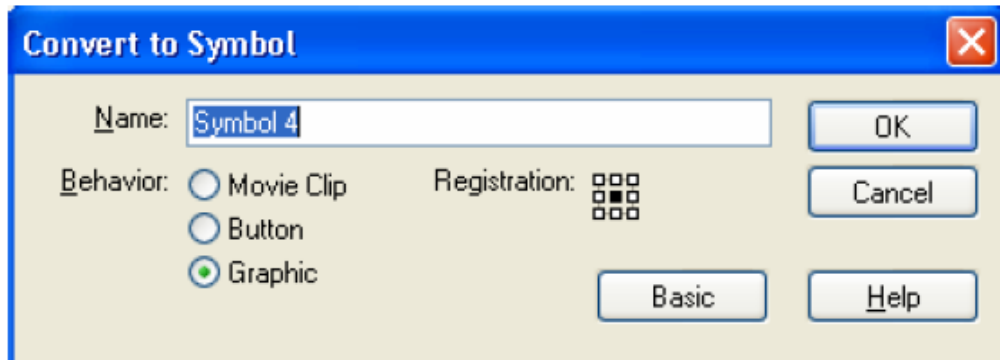 Convert to Symbol
Name: Symbol 4 OK
Behavior: Movie Clip Registration: Cancel
Button
Graphic
Basic Help